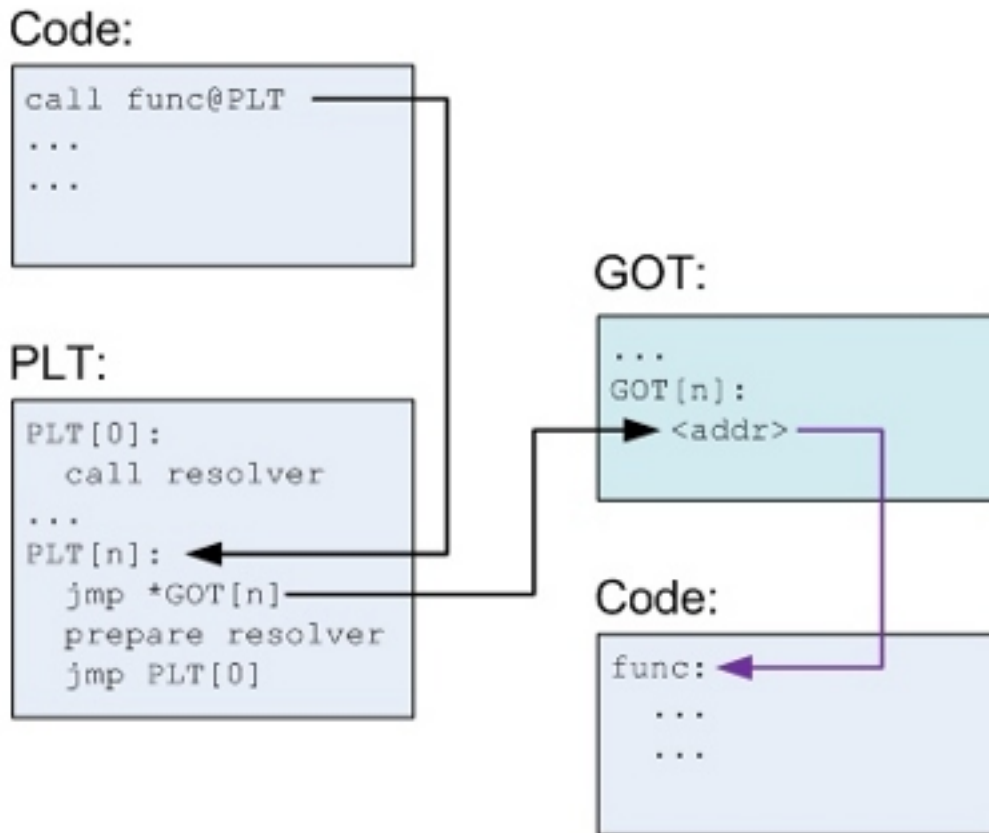 Code:
call func@PLT
...
...
PLT:
PLT[0]:
call resolver
...
PLT[n]:
jmp *GOT[n]
prepare resolver
jmp PLT[0]
GOT:
...
GOT[n]:
<addr>
Code:
func:
...
...